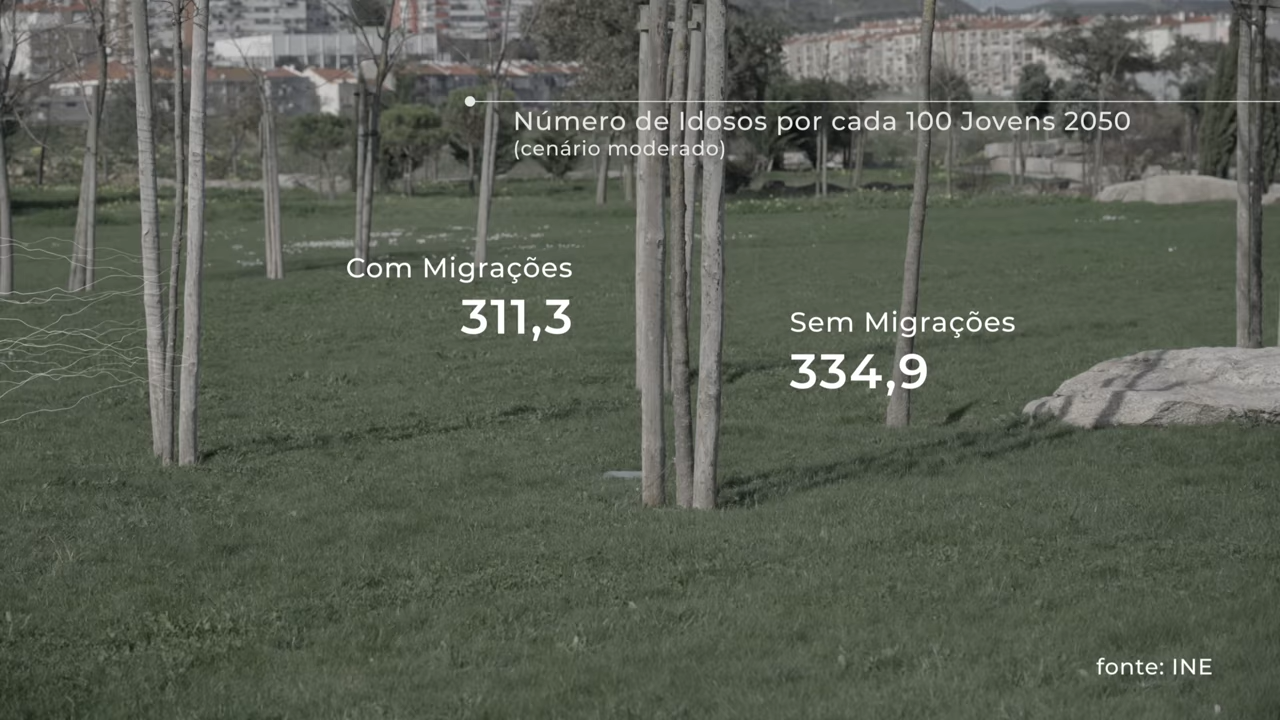 Número de Idosos por cada 100 Jovens 2050
(cenário moderado)
Com Migrações
311,3
Sem Migrações
334,9
fonte: INE